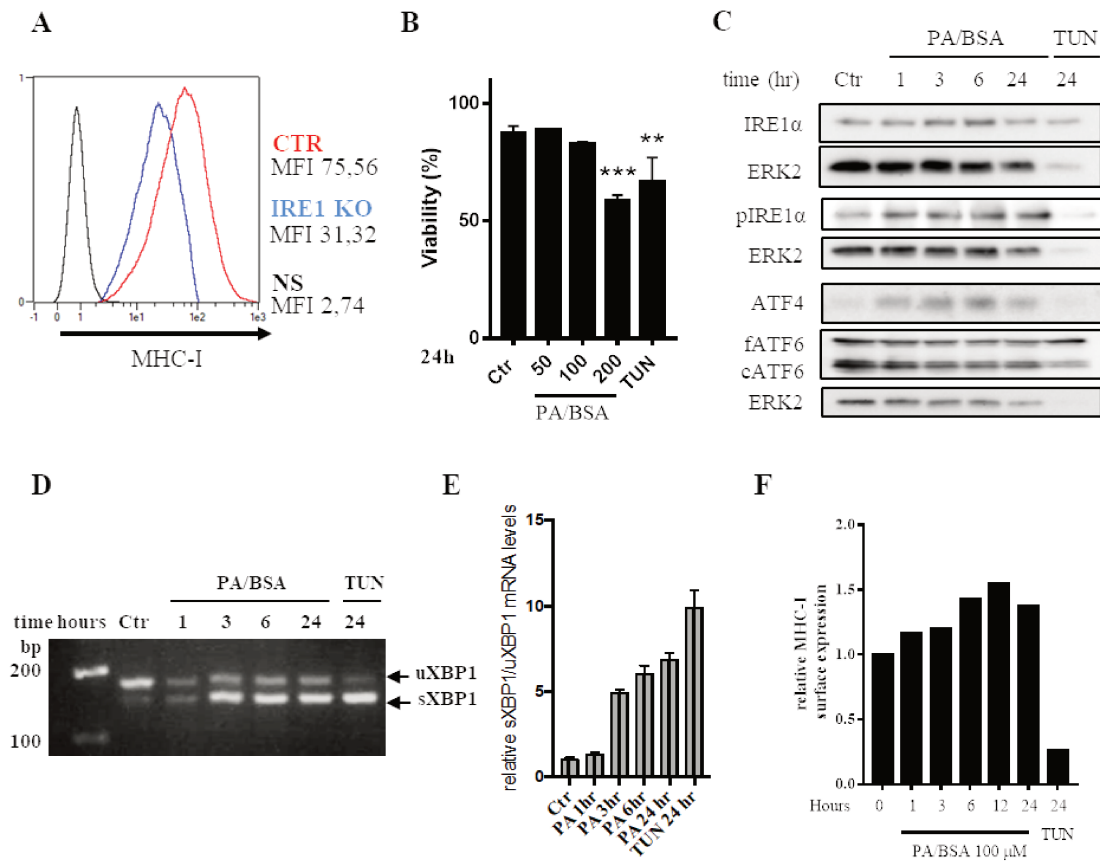 A
1
0
-1
0
1
1e1
1e2
1e3
MHC-I
CTR
MFI 75,56
IRE1 KO
MFI 31,32
NS
MFI 2,74
B
Viability (%)
100
50
0
**
***
24h
Ctr
50
100
200
TUN
PA/BSA
C
PA/BSA TUN
time (hr) Ctr 1 3 6 24 24
IRE1α
ERK2
pIRE1α
ERK2
ATF4
fATF6
cATF6
ERK2
D
PA/BSA TUN
time hours Ctr 1 3 6 24 24
bp
200
100
uXBP1
sXBP1
E
relative sXBP1/uXBP1 mRNA levels
15
10
5
0
Ctr
PA 1hr
PA 3hr
PA 6hr
PA 24 hr
TUN 24 hr
F
relative MHC-I
surface expression
2.0
1.5
1.0
0.5
0.0
Hours 0 1 3 6 12 24 24
TUN
PA/BSA 100 μM